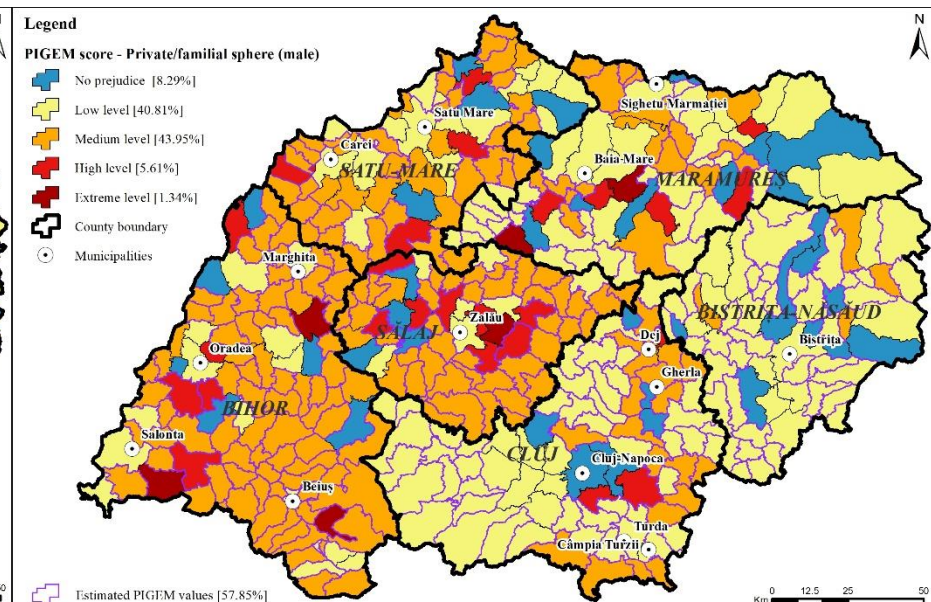 Legend
PIGEM score - Private/familial sphere (male)
No prejudice [8.29%]
Low level [40.81%]
Medium level [43.95%]
High level [5.61%]
Extreme level [1.34%]
County boundary
Municipalities
N
Sighetu Marmației
Satu Mare
Carei
SATU-MARE
Baia Mare
MARAMUREȘ
Marghita
BISTRIȚA-NĂSĂUD
SĂLAJ
Zalău
Dej
Bistrița
Oradea
Gherla
BIHOR
Salonta
CLUJ
Cluj-Napoca
Beiuș
Turda
Câmpia Turzii
Estimated PIGEM values [57.85%]
0 12.5 25 50
Km